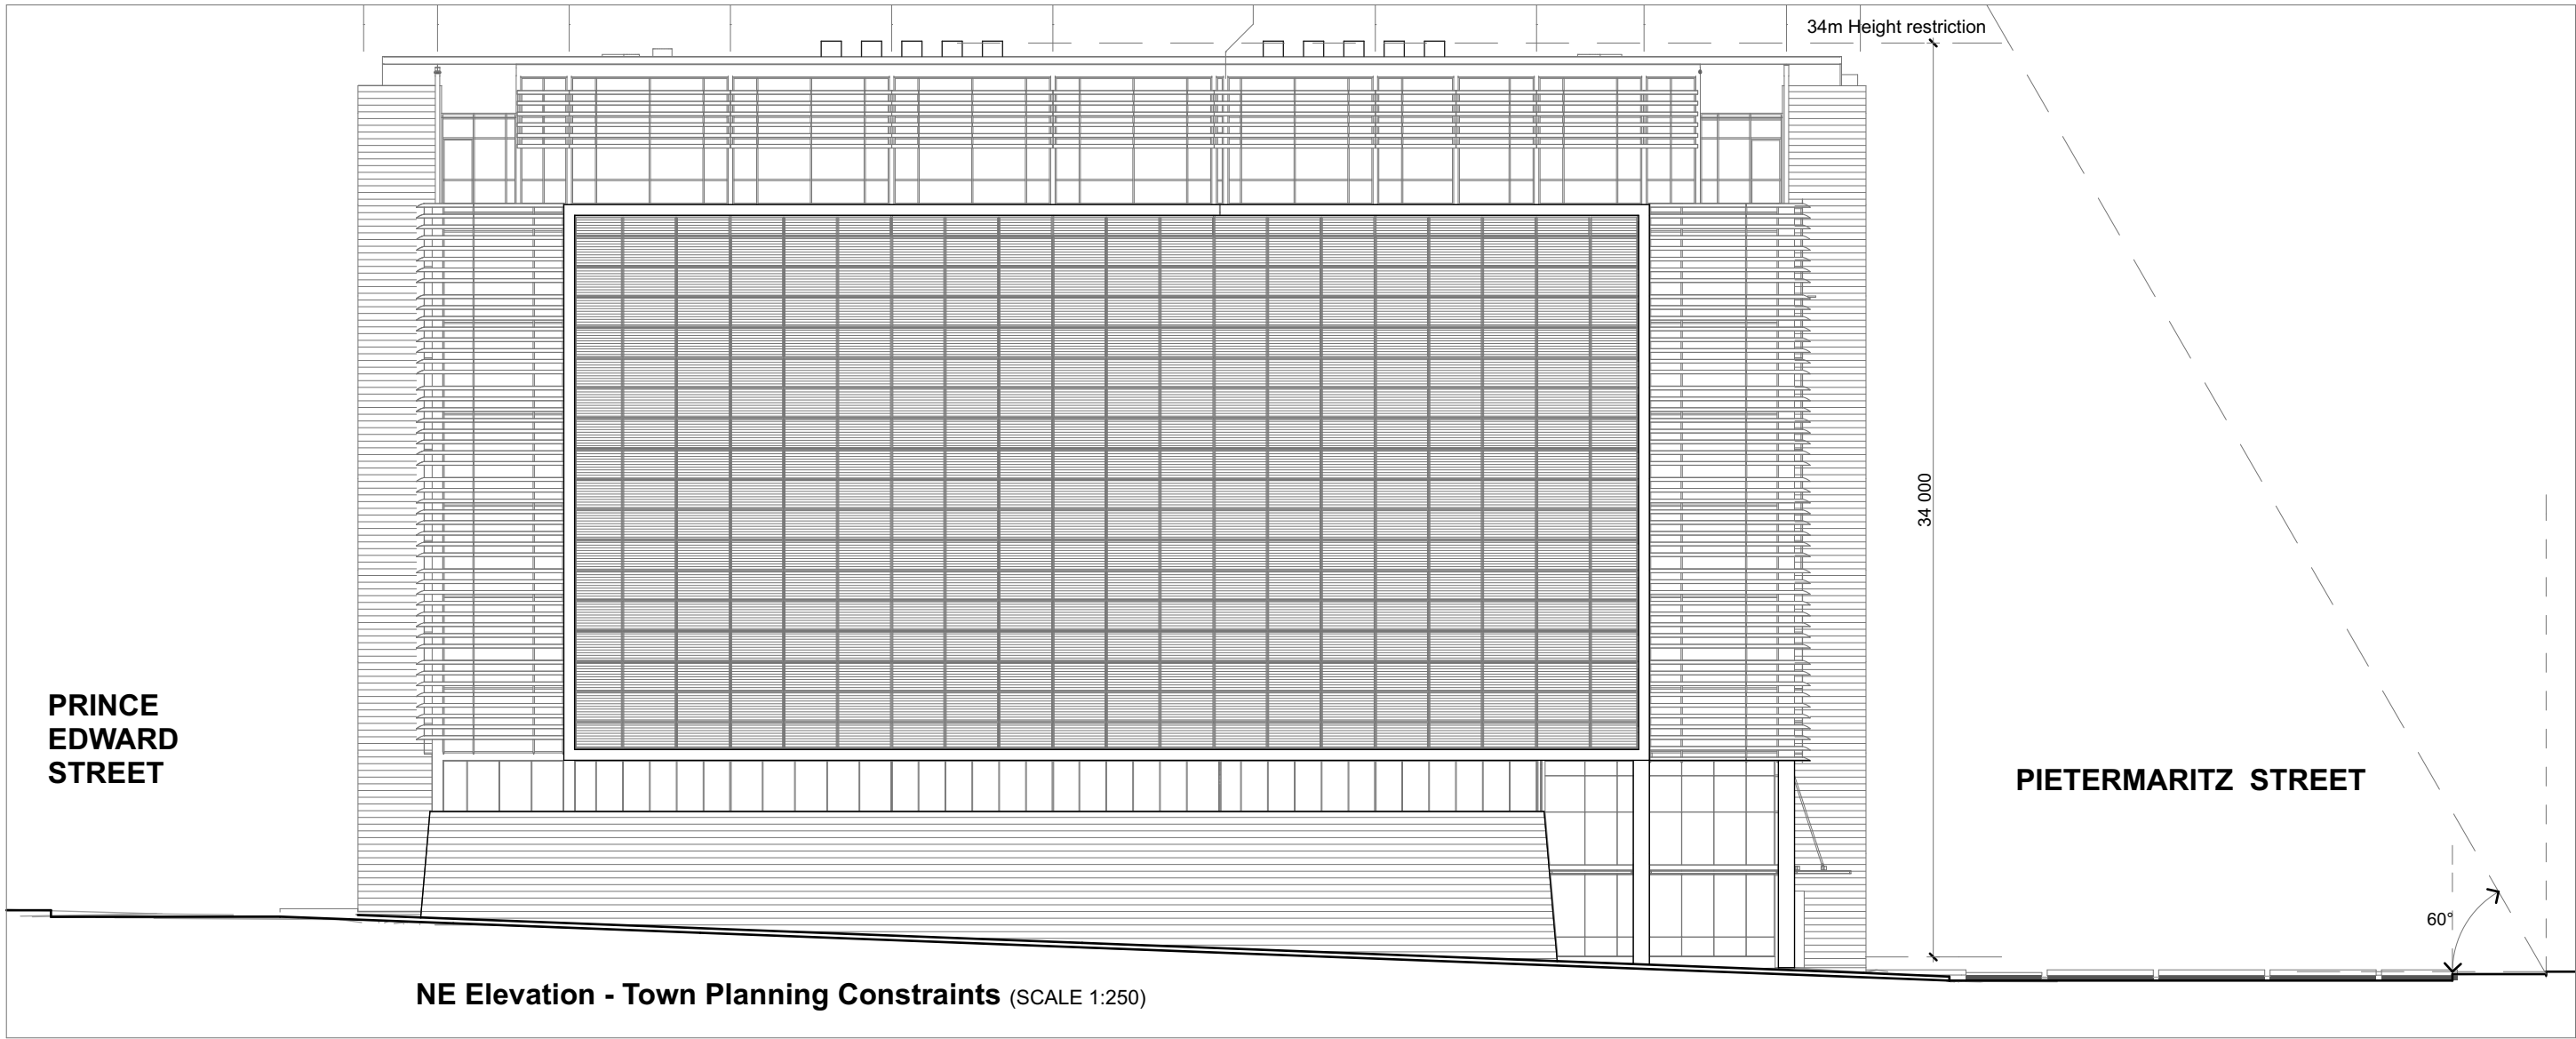 34m Height restriction
34 000
PRINCE
EDWARD
STREET
PIETERMARITZ STREET
60°
NE Elevation - Town Planning Constraints (SCALE 1:250)